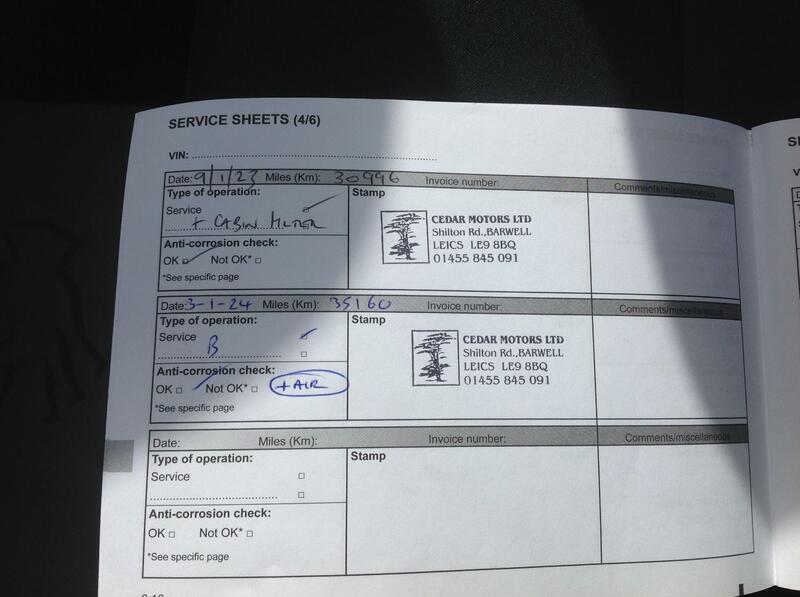 SERVICE SHEETS (4/6)
VIN:
Date: 9/1/23 Miles (Km): 30996 Invoice number: Comments/miscellaneous
Type of operation:
Stamp
Service
+ CABIN FILTER
CEDAR MOTORS LTD
Shilton Rd.,BARWELL
LEICS LE9 8BQ
01455 845 091
Anti-corrosion check:
OK Not OK*
*See specific page
Date: 3-1-24 Miles (Km): 35160 Invoice number: Comments/miscellaneous
Type of operation:
Stamp
Service
B
CEDAR MOTORS LTD
Shilton Rd.,BARWELL
LEICS LE9 8BQ
01455 845 091
Anti-corrosion check:
OK Not OK* + AIR
*See specific page
Date: Miles (Km): Invoice number: Comments/miscellaneous
Type of operation:
Stamp
Service
Anti-corrosion check:
OK Not OK*
*See specific page